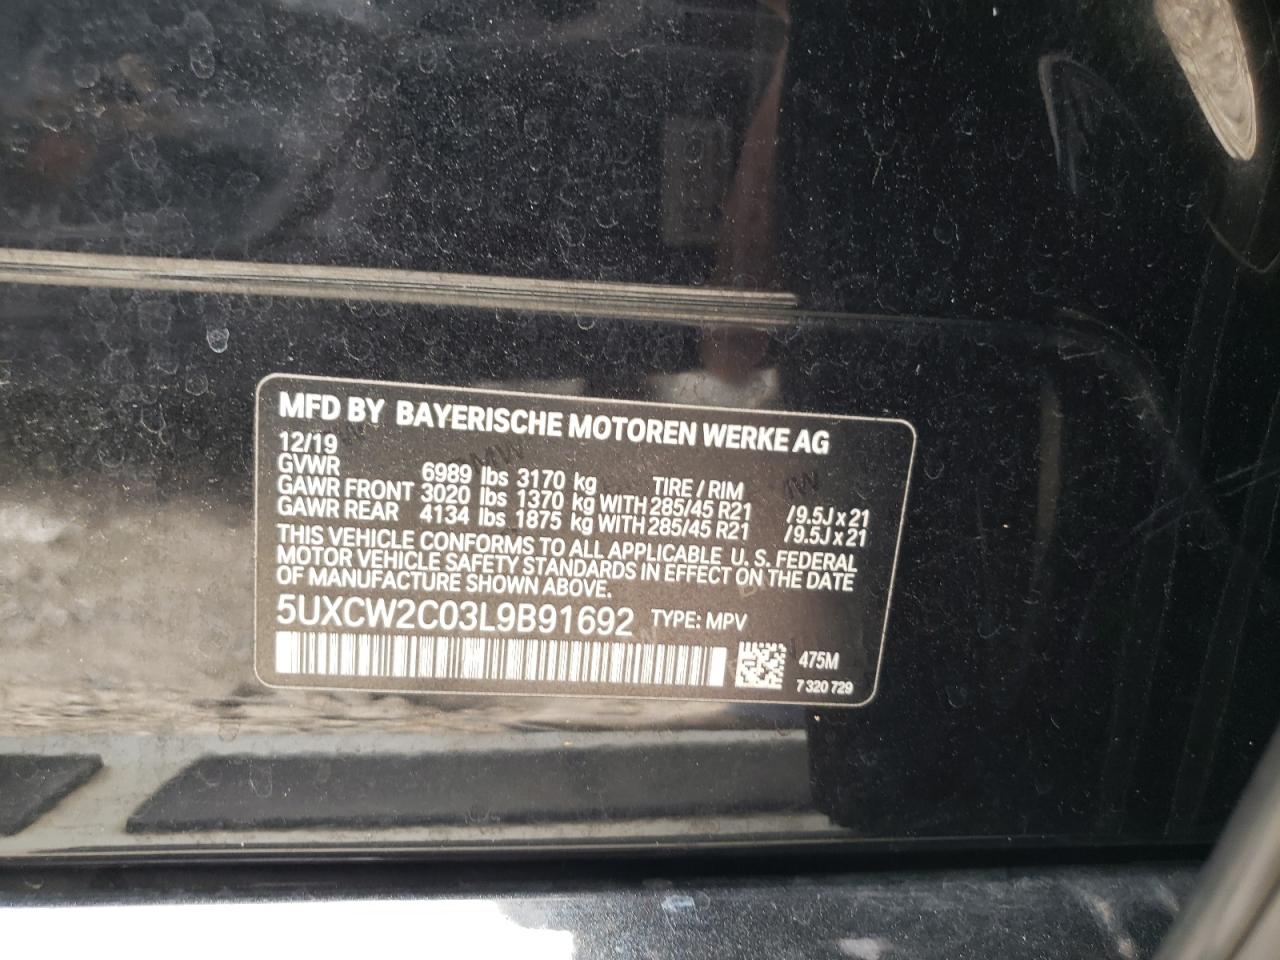 MFD BY BAYERISCHE MOTOREN WERKE AG
12/19
GVWR 6989 lbs 3170 kg TIRE / RIM
GAWR FRONT 3020 lbs 1370 kg WITH 285/45 R21 /9.5J x 21
GAWR REAR 4134 lbs 1875 kg WITH 285/45 R21 /9.5J x 21
THIS VEHICLE CONFORMS TO ALL APPLICABLE U. S. FEDERAL
MOTOR VEHICLE SAFETY STANDARDS IN EFFECT ON THE DATE
OF MANUFACTURE SHOWN ABOVE.
5UXCW2C03L9B91692 TYPE: MPV
475M
7 320 729